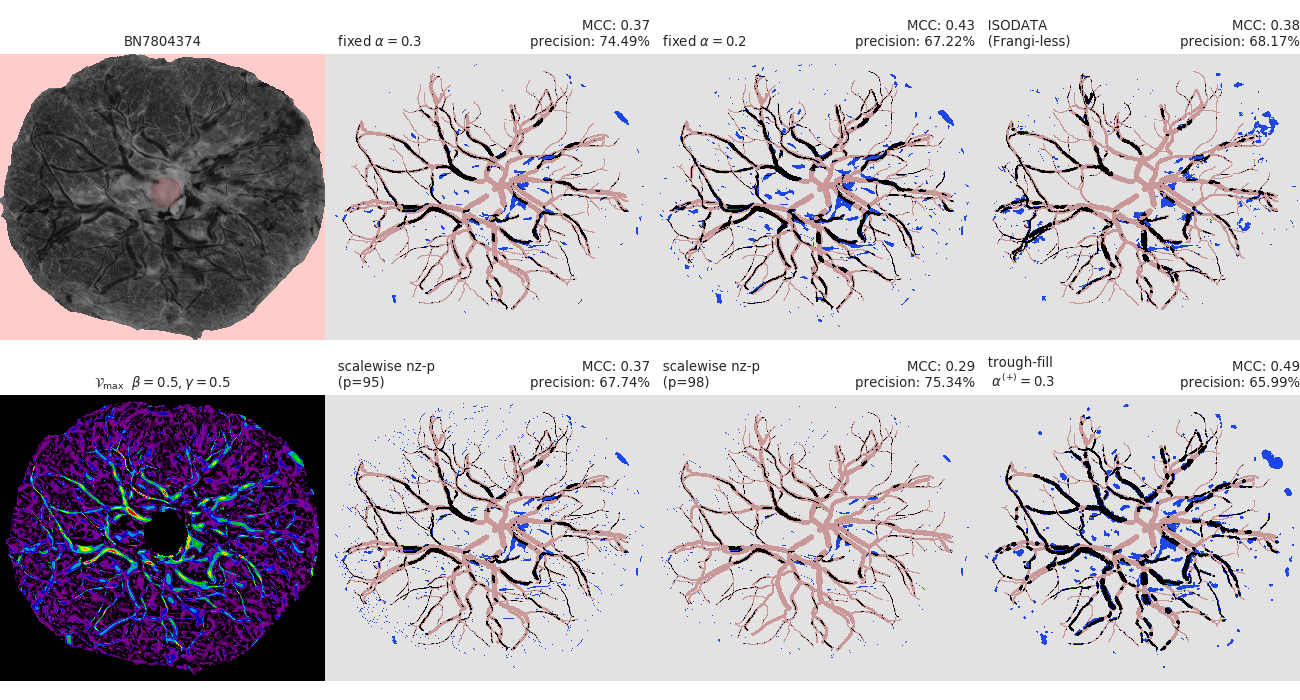 BN7804374
fixed α = 0.3
MCC: 0.37
precision: 74.49%
fixed α = 0.2
MCC: 0.43
precision: 67.22%
ISODATA
(Frangi-less)
MCC: 0.38
precision: 68.17%
𝒱max β = 0.5, γ = 0.5
scalewise nz-p
(p=95)
MCC: 0.37
precision: 67.74%
scalewise nz-p
(p=98)
MCC: 0.29
precision: 75.34%
trough-fill
α(+) = 0.3
MCC: 0.49
precision: 65.99%